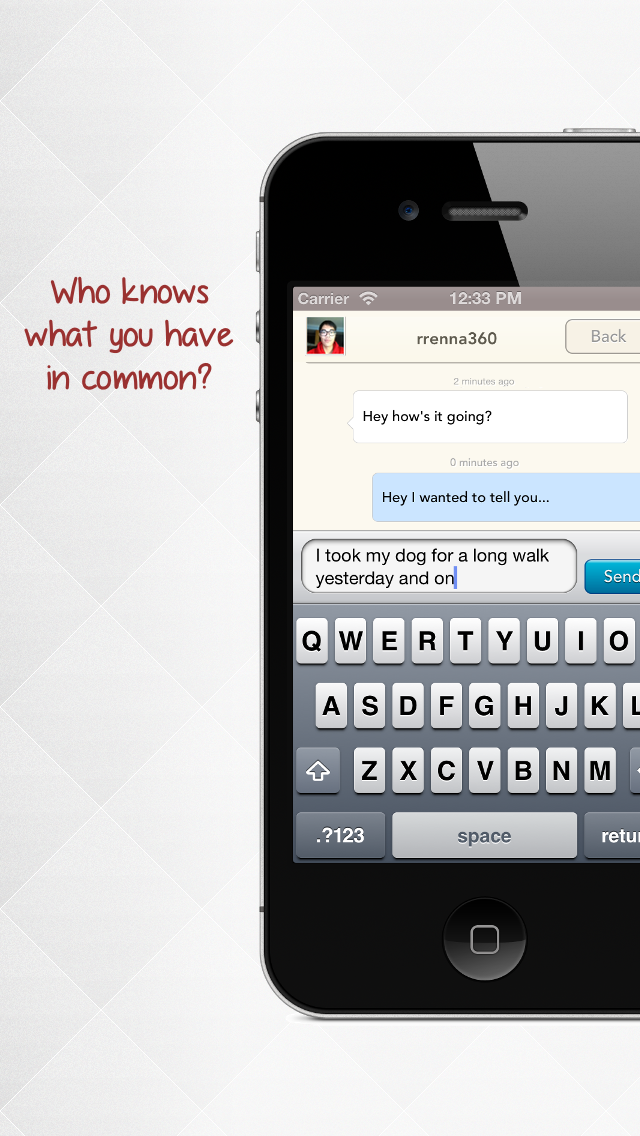 Who knows
what you have
in common?
Carrier 12:33 PM
rrenna360 Back
2 minutes ago
Hey how's it going?
0 minutes ago
Hey I wanted to tell you...
I took my dog for a long walk
yesterday and on
Send
Q W E R T Y U I O
A S D F G H J K L
Z X C V B N M
.?123 space retu